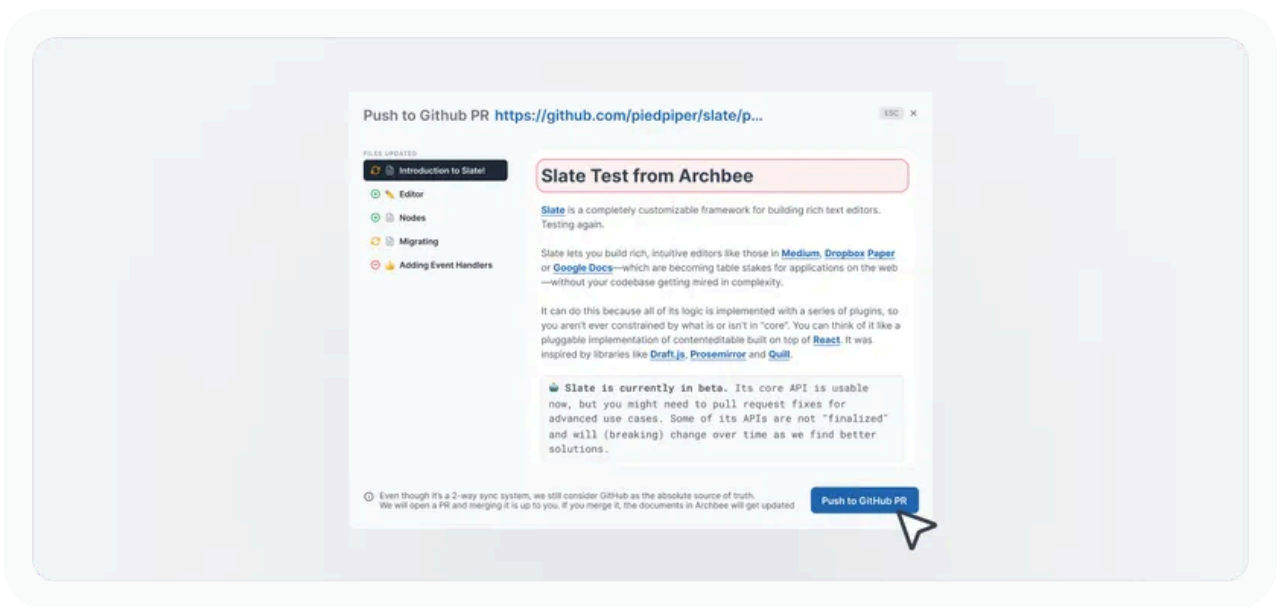 Push to Github PR https://github.com/piedpiper/slate/p...
ESC ×
FILES UPDATED
Introduction to Slate!
Editor
Nodes
Migrating
Adding Event Handlers
Slate Test from Archbee
Slate is a completely customizable framework for building rich text editors.
Testing again.
Slate lets you build rich, intuitive editors like those in Medium, Dropbox Paper
or Google Docs—which are becoming table stakes for applications on the web
—without your codebase getting mired in complexity.
It can do this because all of its logic is implemented with a series of plugins, so
you aren't ever constrained by what is or isn't in "core". You can think of it like a
pluggable implementation of contenteditable built on top of React. It was
inspired by libraries like Draft.js, Prosemirror and Quill.
Slate is currently in beta. Its core API is usable
now, but you might need to pull request fixes for
advanced use cases. Some of its APIs are not "finalized"
and will (breaking) change over time as we find better
solutions.
Even though it's a 2-way sync system, we still consider GitHub as the absolute source of truth.
We will open a PR and merging it is up to you. If you merge it, the documents in Archbee will get updated
Push to GitHub PR